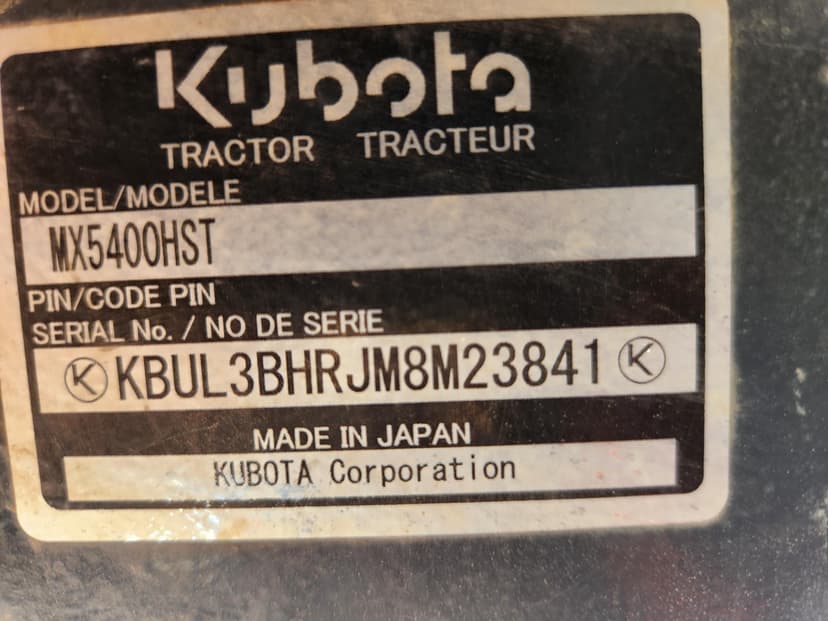 Kubota
TRACTOR TRACTEUR
MODEL/MODELE
MX5400HST
PIN/CODE PIN
SERIAL No. / NO DE SERIE
K KBUL3BHRJM8M23841 K
MADE IN JAPAN
KUBOTA Corporation